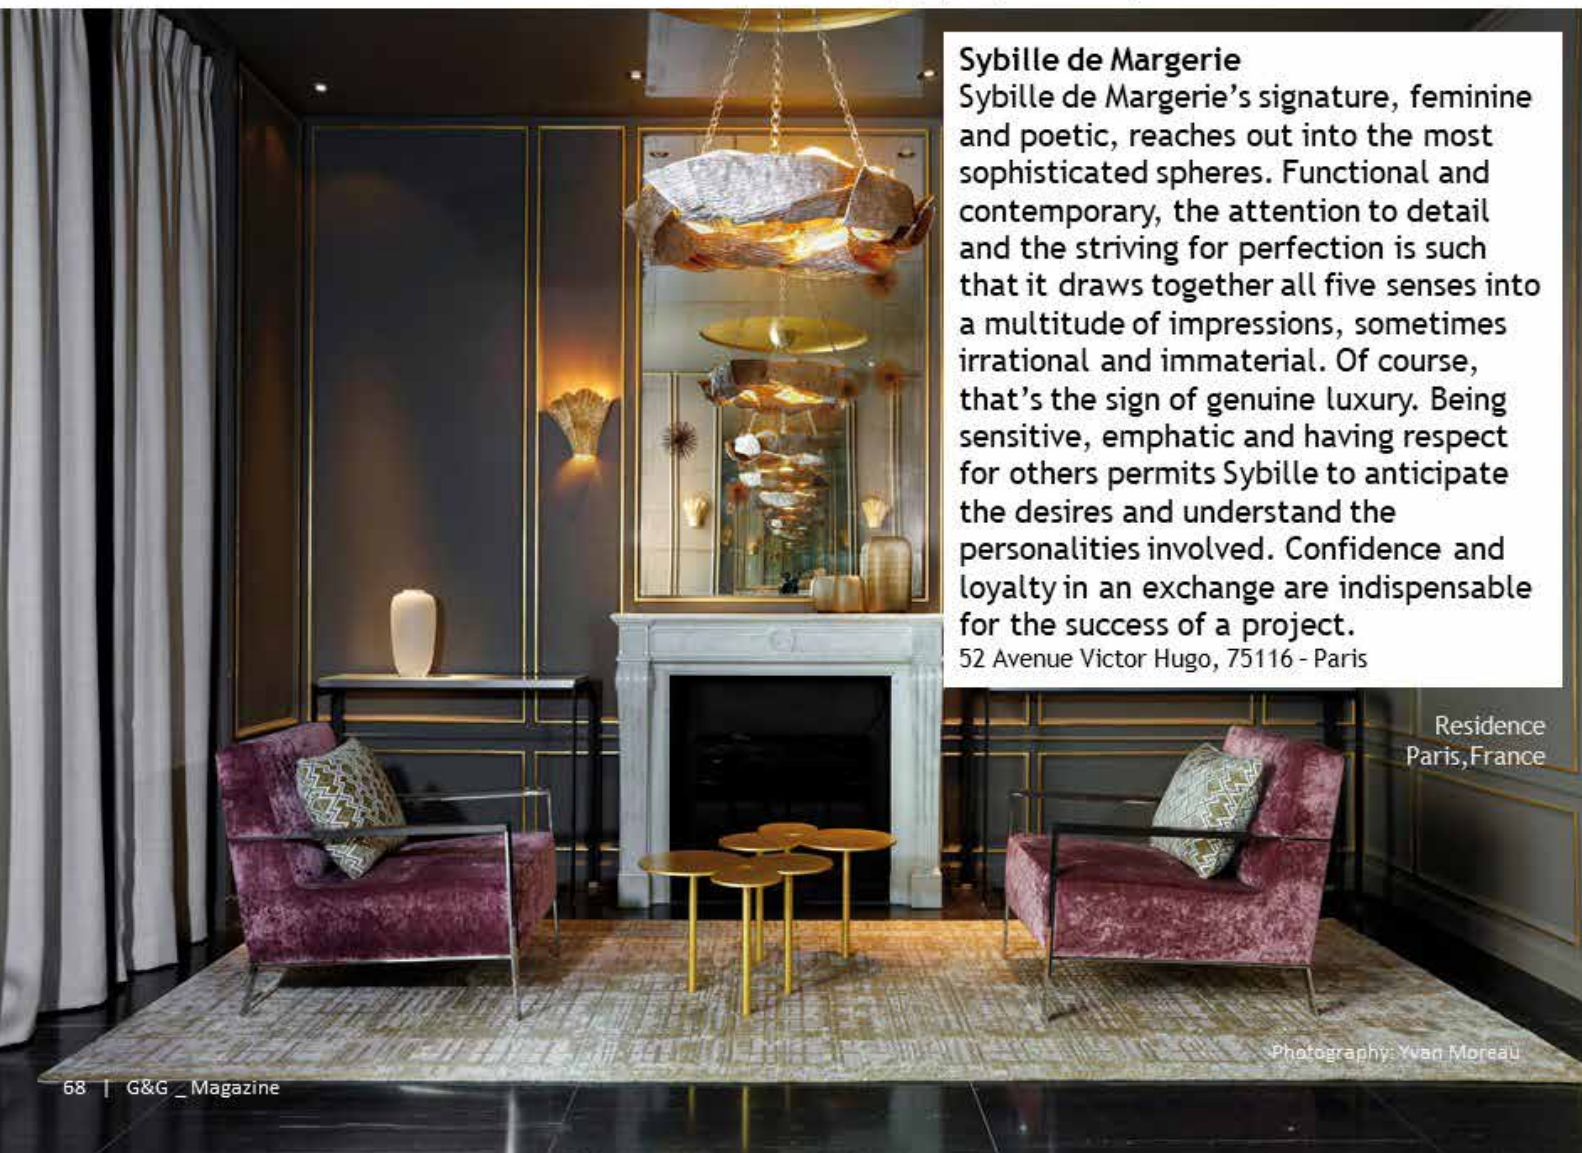 Sybille de Margerie
Sybille de Margerie’s signature, feminine
and poetic, reaches out into the most
sophisticated spheres. Functional and
contemporary, the attention to detail
and the striving for perfection is such
that it draws together all five senses into
a multitude of impressions, sometimes
irrational and immaterial. Of course,
that’s the sign of genuine luxury. Being
sensitive, emphatic and having respect
for others permits Sybille to anticipate
the desires and understand the
personalities involved. Confidence and
loyalty in an exchange are indispensable
for the success of a project.
52 Avenue Victor Hugo, 75116 - Paris
Residence
Paris,France
Photography: Yvan Moreau
68 | G&G _ Magazine